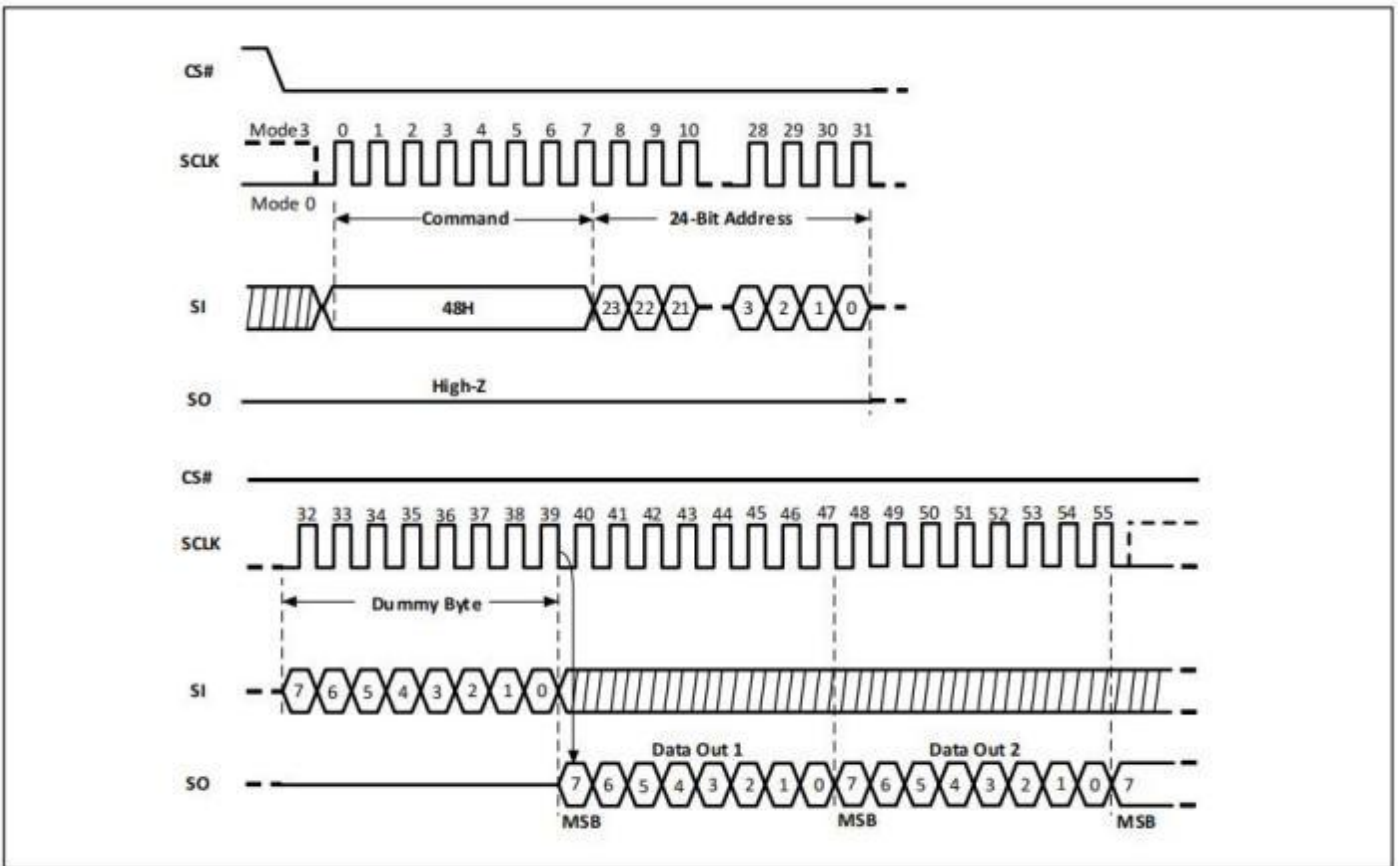 CS#
Mode3 0 1 2 3 4 5 6 7 8 9 10 28 29 30 31
SCLK
Mode 0
Command 24-Bit Address
SI 48H 23 22 21 3 2 1 0
High-Z
SO
CS#
32 33 34 35 36 37 38 39 40 41 42 43 44 45 46 47 48 49 50 51 52 53 54 55
SCLK
Dummy Byte
SI 7 6 5 4 3 2 1 0
Data Out 1 Data Out 2
SO 7 6 5 4 3 2 1 0 7 6 5 4 3 2 1 0 7
MSB MSB MSB